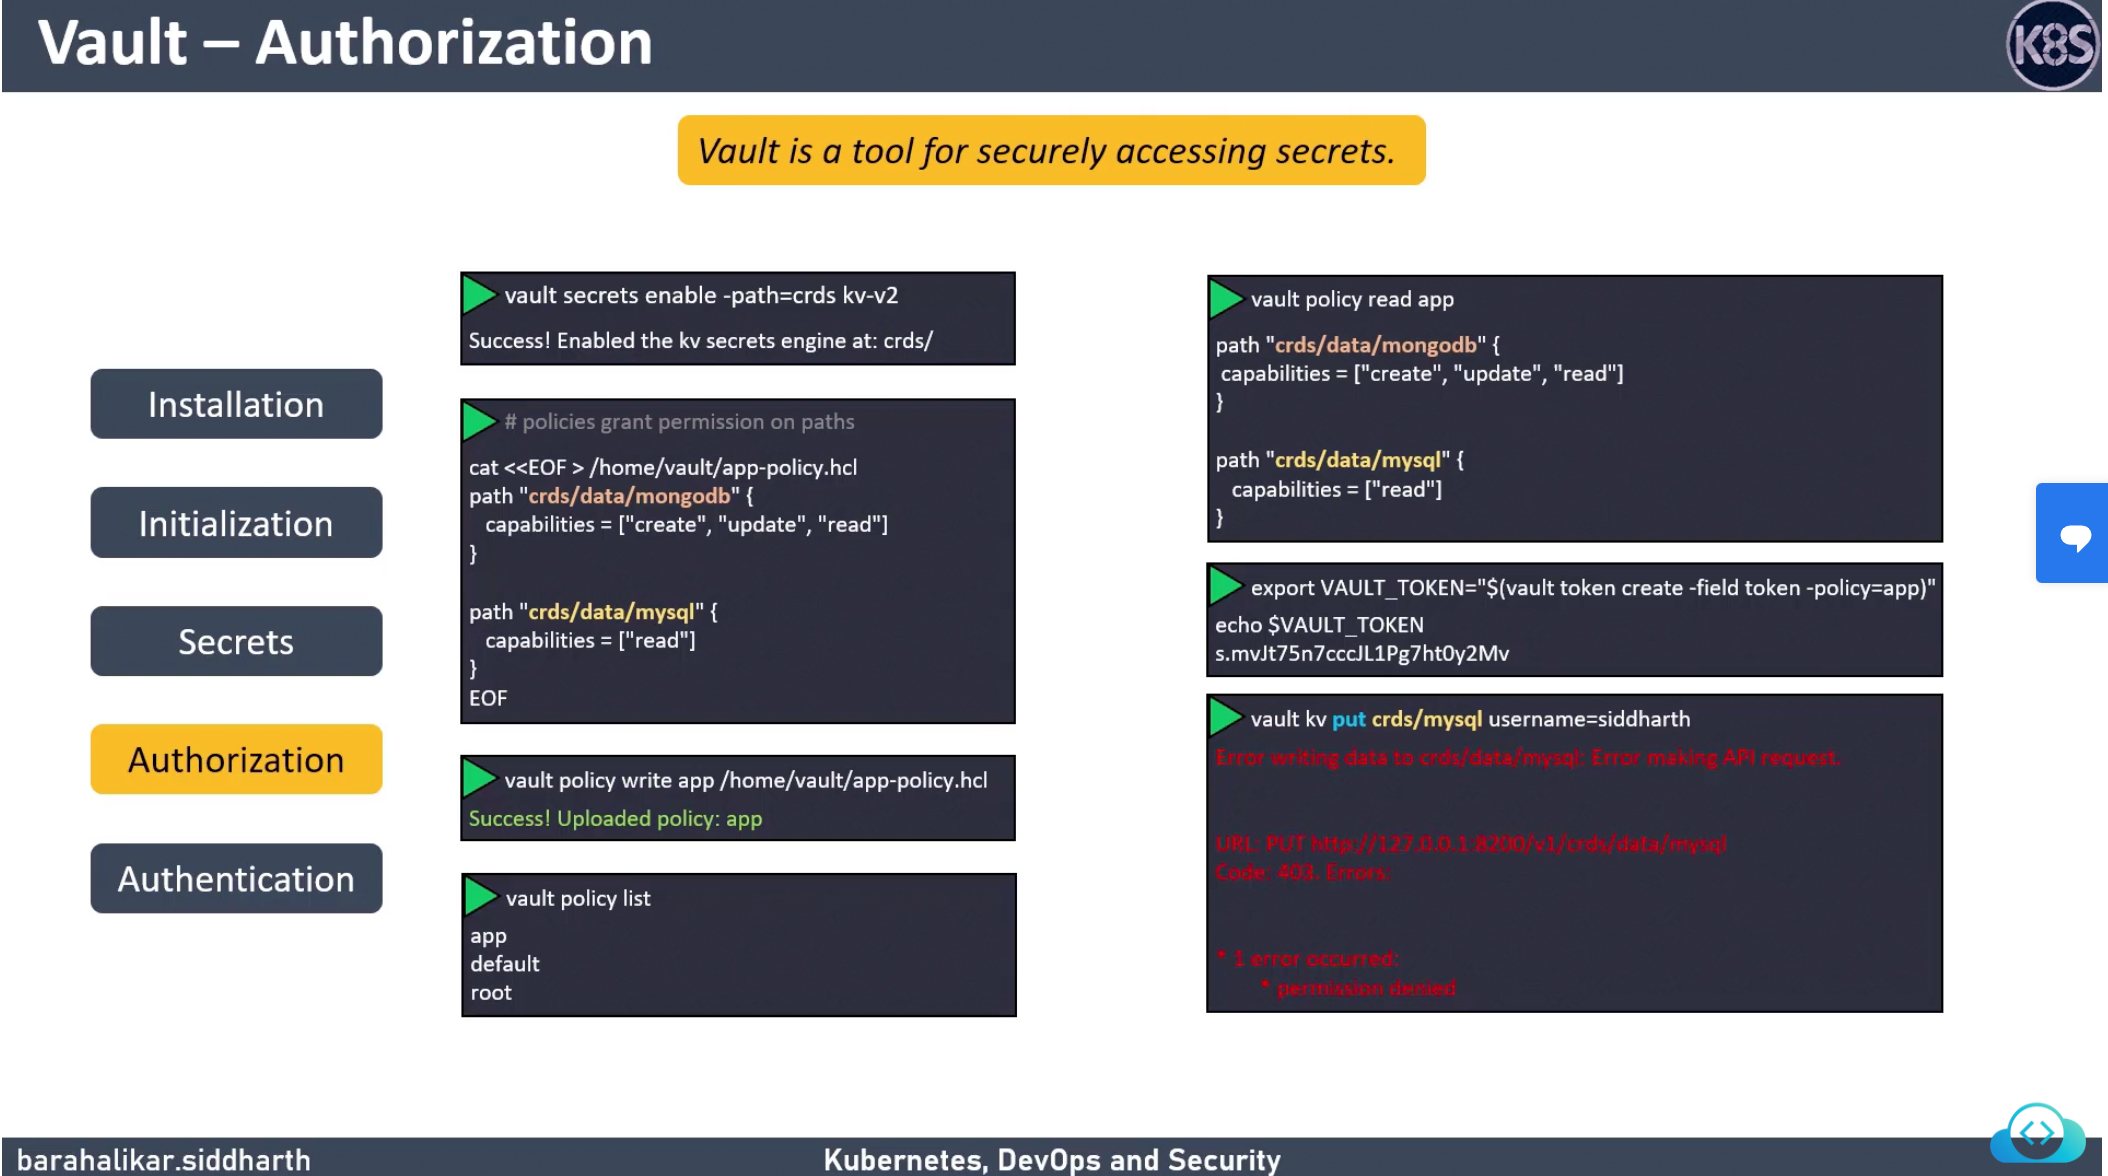 Vault – Authorization
K8S
Vault is a tool for securely accessing secrets.
Installation
Initialization
Secrets
Authorization
Authentication
vault secrets enable -path=crds kv-v2
Success! Enabled the kv secrets engine at: crds/
# policies grant permission on paths
cat <<EOF > /home/vault/app-policy.hcl
path "crds/data/mongodb" {
capabilities = ["create", "update", "read"]
}
path "crds/data/mysql" {
capabilities = ["read"]
}
EOF
vault policy write app /home/vault/app-policy.hcl
Success! Uploaded policy: app
vault policy list
app
default
root
vault policy read app
path "crds/data/mongodb" {
capabilities = ["create", "update", "read"]
}
path "crds/data/mysql" {
capabilities = ["read"]
}
export VAULT_TOKEN="$(vault token create -field token -policy=app)"
echo $VAULT_TOKEN
s.mvJt75n7cccJL1Pg7ht0y2Mv
vault kv put crds/mysql username=siddharth
Error writing data to crds/data/mysql: Error making API request.
URL: PUT http://127.0.0.1:8200/v1/crds/data/mysql
Code: 403. Errors:
* 1 error occurred:
* permission denied
barahalikar.siddharth
Kubernetes, DevOps and Security